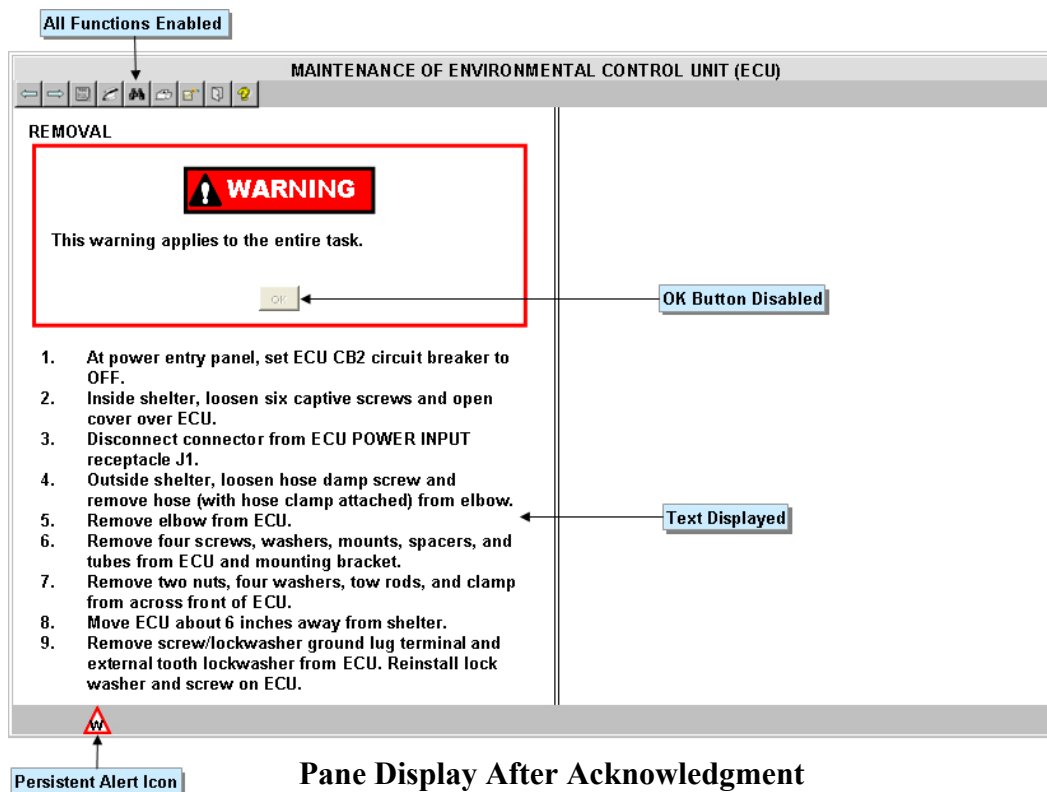 All Functions Enabled
MAINTENANCE OF ENVIRONMENTAL CONTROL UNIT (ECU)
REMOVAL
WARNING
This warning applies to the entire task.
OK
OK Button Disabled
1. At power entry panel, set ECU CB2 circuit breaker to
OFF.
2. Inside shelter, loosen six captive screws and open
cover over ECU.
3. Disconnect connector from ECU POWER INPUT
receptacle J1.
4. Outside shelter, loosen hose damp screw and
remove hose (with hose clamp attached) from elbow.
5. Remove elbow from ECU.
Text Displayed
6. Remove four screws, washers, mounts, spacers, and
tubes from ECU and mounting bracket.
7. Remove two nuts, four washers, tow rods, and clamp
from across front of ECU.
8. Move ECU about 6 inches away from shelter.
9. Remove screw/lockwasher ground lug terminal and
external tooth lockwasher from ECU. Reinstall lock
washer and screw on ECU.
W
Persistent Alert Icon
Pane Display After Acknowledgment